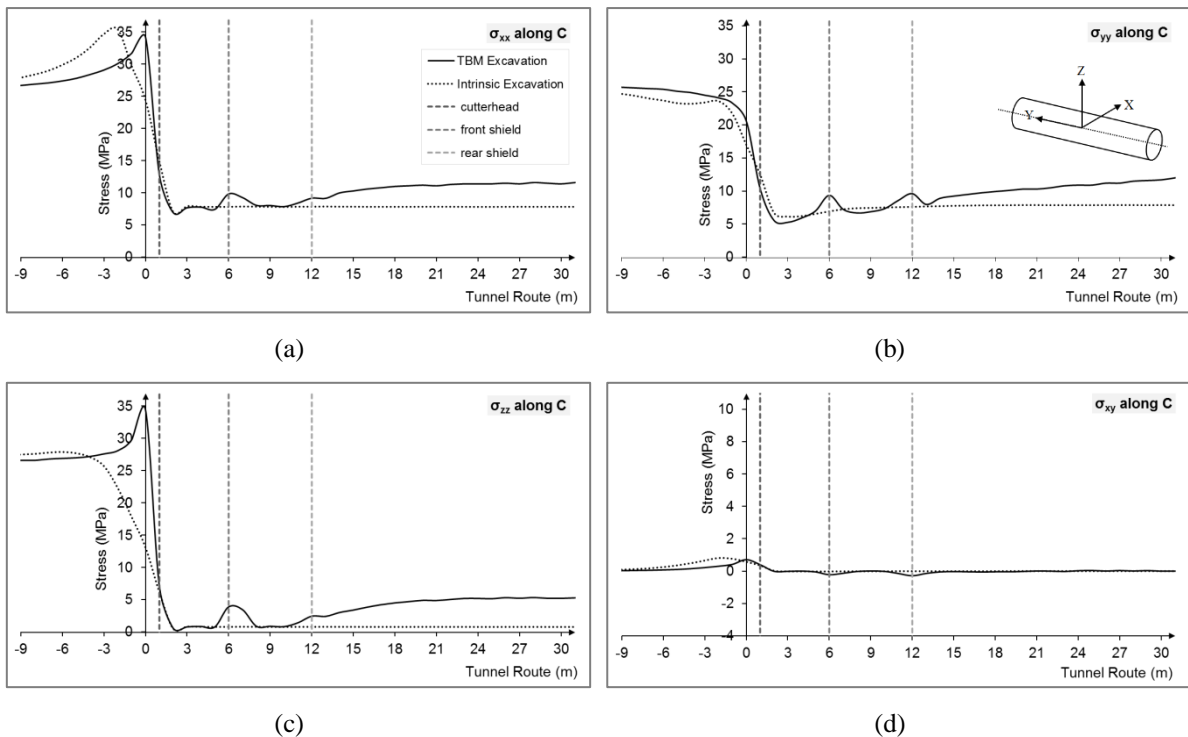 σxx along C
TBM Excavation
Intrinsic Excavation
cutterhead
front shield
rear shield
Stress (MPa)
35
30
25
20
15
10
5
0
-9 -6 -3 0 3 6 9 12 15 18 21 24 27 30
Tunnel Route (m)
(a)
σyy along C
Z
X
Y
Stress (MPa)
35
30
25
20
15
10
5
0
-9 -6 -3 0 3 6 9 12 15 18 21 24 27 30
Tunnel Route (m)
(b)
σzz along C
Stress (MPa)
35
30
25
20
15
10
5
0
-9 -6 -3 0 3 6 9 12 15 18 21 24 27 30
Tunnel Route (m)
(c)
σxy along C
Stress (MPa)
10
8
6
4
2
0
-2
-4
-9 -6 -3 0 3 6 9 12 15 18 21 24 27 30
Tunnel Route (m)
(d)